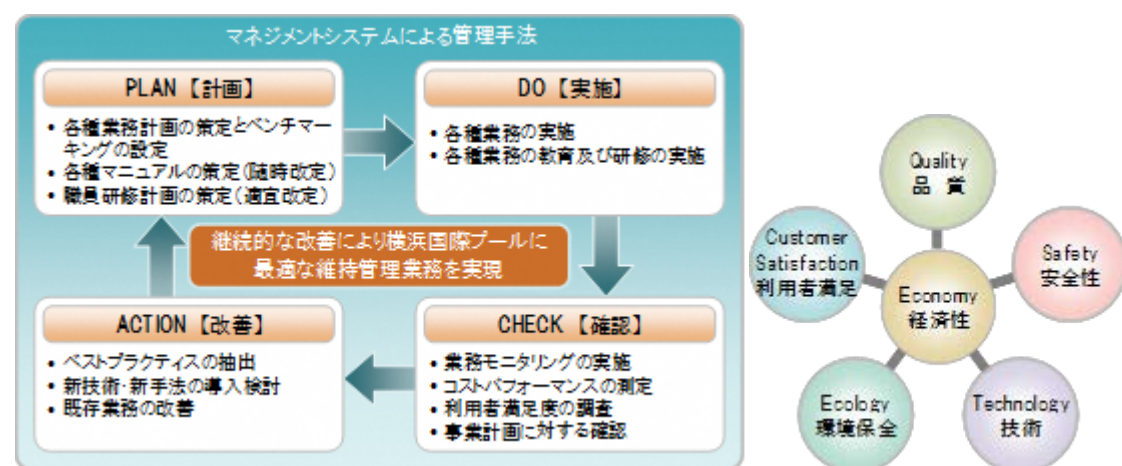 マネジメントシステムによる管理手法
PLAN 【計画】
• 各種業務計画の策定とベンチマー
キングの設定
• 各種マニュアルの策定(随時改定)
• 職員研修計画の策定(適宜改定)
DO 【実施】
• 各種業務の実施
• 各種業務の教育及び研修の実施
継続的な改善により横浜国際プールに
最適な維持管理業務を実現
ACTION 【改善】
• ベストプラクティスの抽出
• 新技術・新手法の導入検討
• 既存業務の改善
CHECK 【確認】
• 業務モニタリングの実施
• コストパフォーマンスの測定
• 利用者満足度の調査
• 事業計画に対する確認
Quality
品 質
Customer
Satisfaction
利用者満足
Safety
安全性
Economy
経済性
Ecology
環境保全
Technology
技術